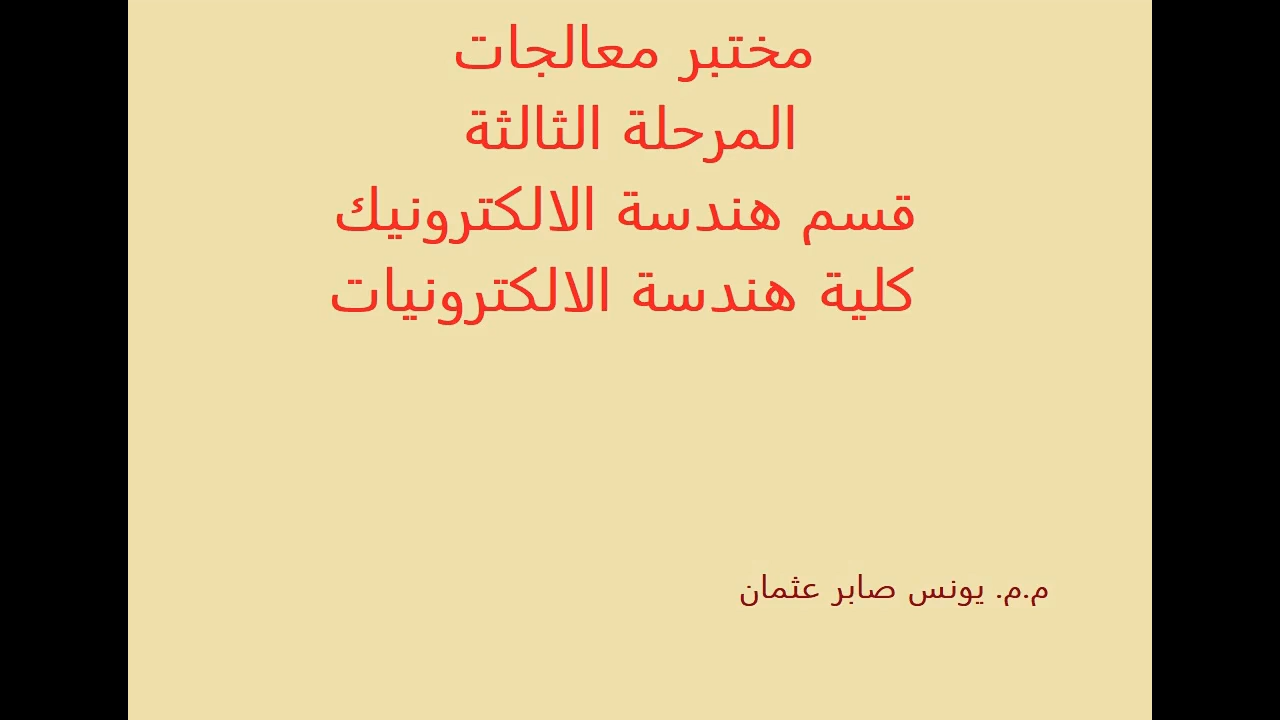 مختبر معالجات
المرحلة الثالثة
قسم هندسة الالكترونيك
كلية هندسة الالكترونيات
م.م. يونس صابر عثمان